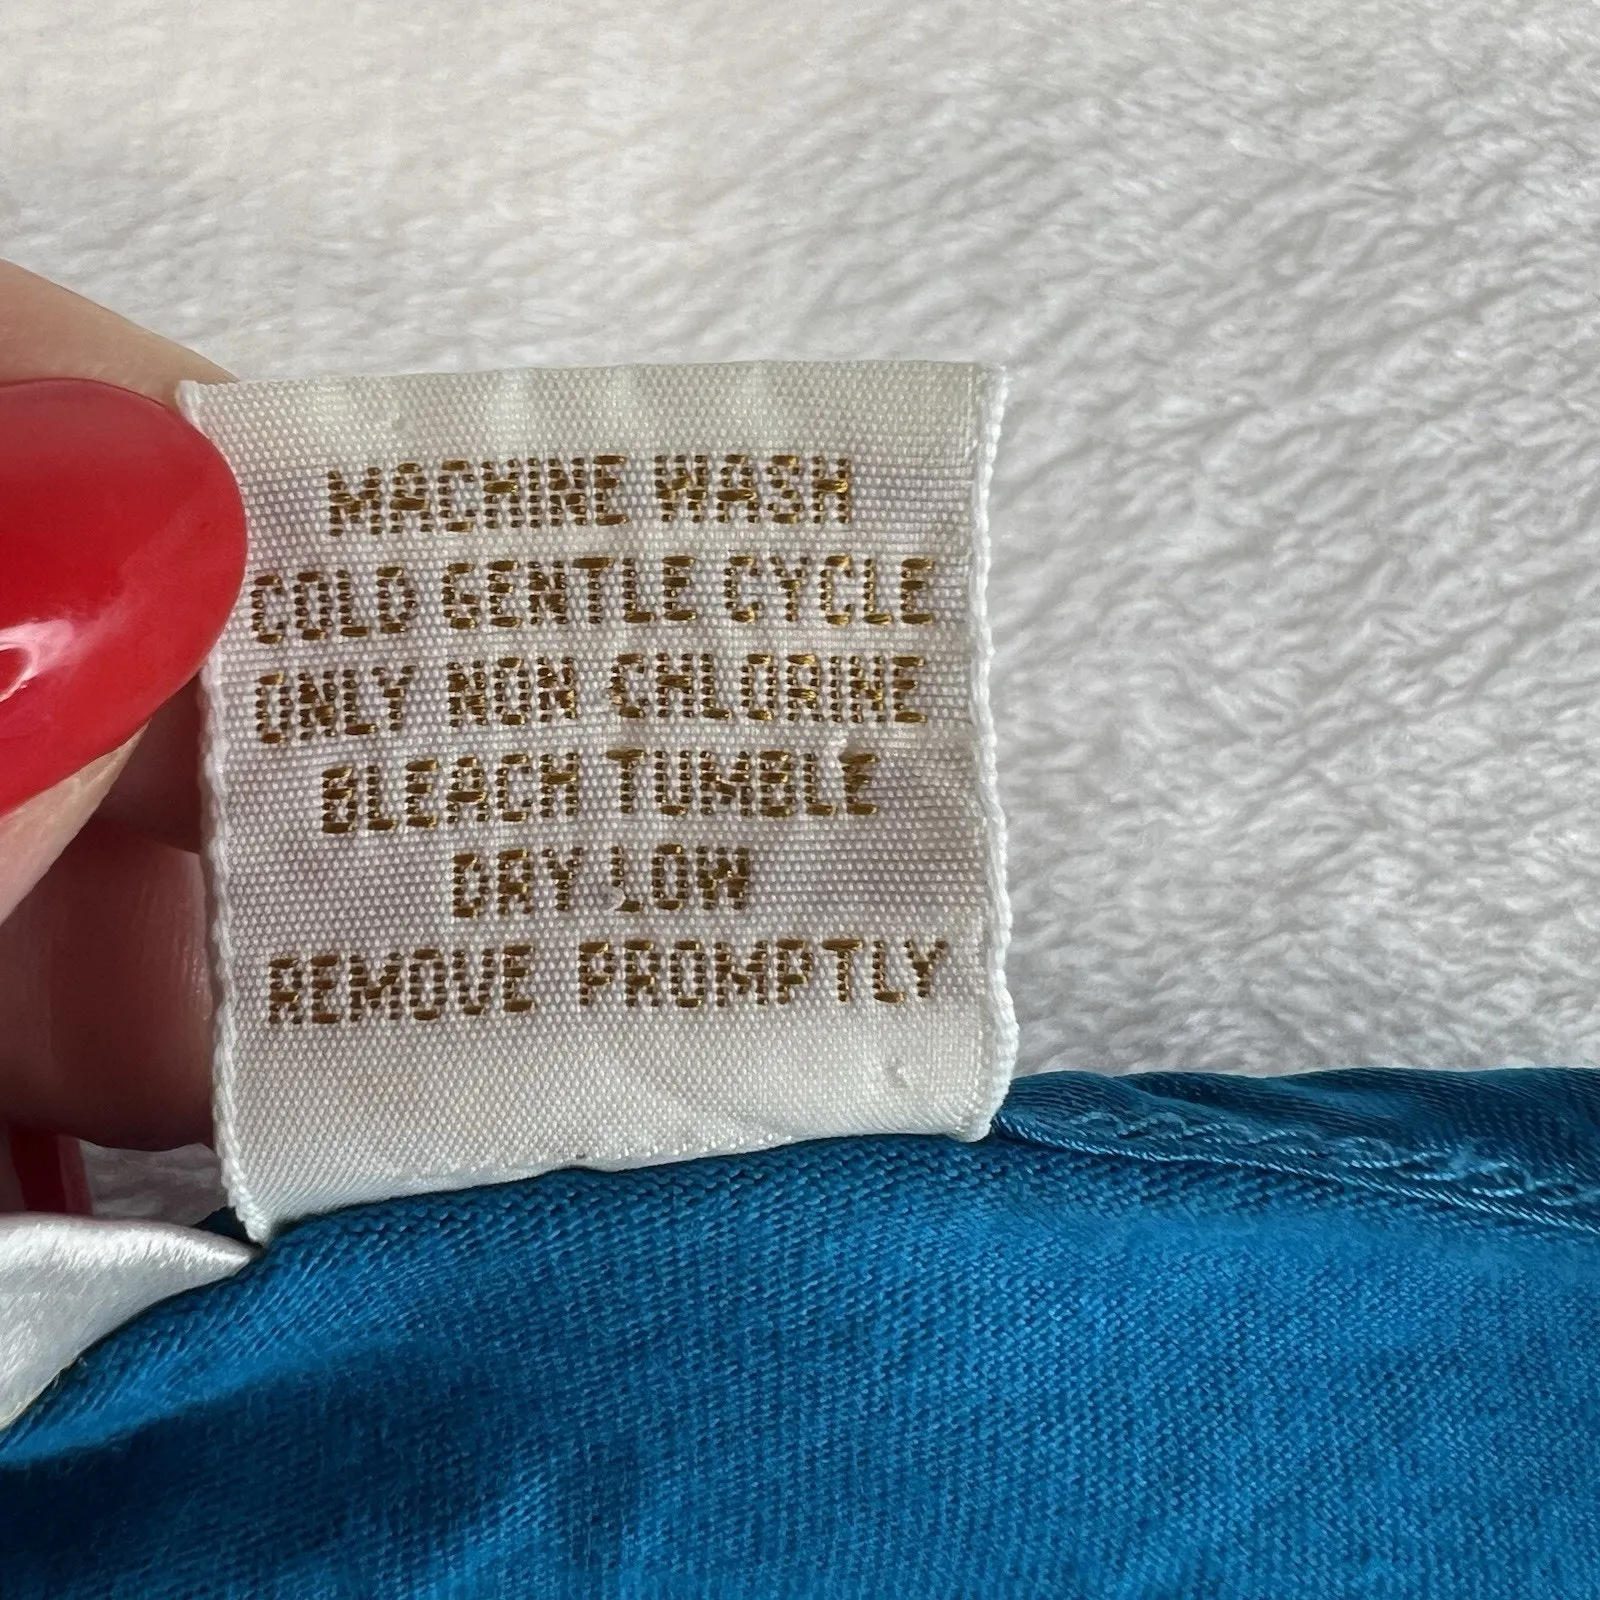 MACHINE WASH
COLD GENTLE CYCLE
ONLY NON CHLORINE
BLEACH TUMBLE
DRY LOW
REMOVE PROMPTLY